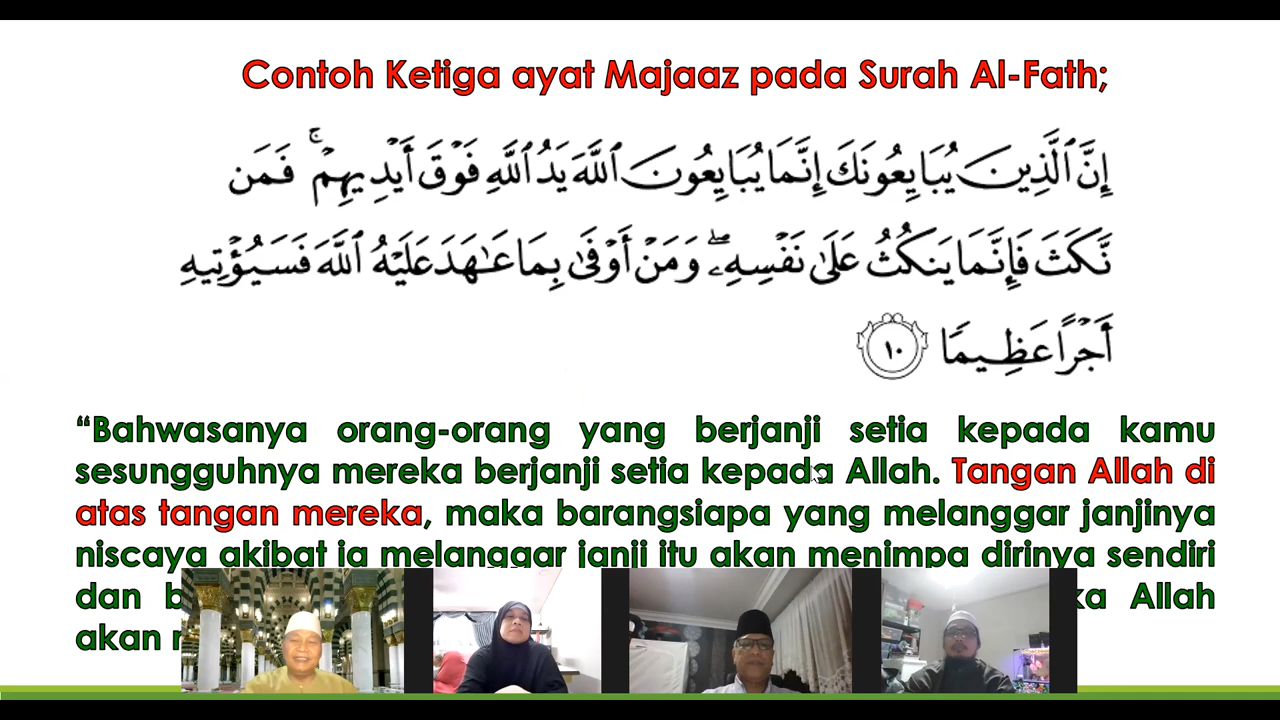 Contoh Ketiga ayat Majaaz pada Surah Al-Fath;
إِنَّ ٱلَّذِينَ يُبَايِعُونَكَ إِنَّمَا يُبَايِعُونَ ٱللَّهَ يَدُ ٱللَّهِ فَوْقَ أَيْدِيهِمْ ۚ فَمَن
نَّكَثَ فَإِنَّمَا يَنكُثُ عَلَىٰ نَفْسِهِۦ ۖ وَمَنْ أَوْفَىٰ بِمَا عَـٰهَدَ عَلَيْهُ ٱللَّهَ فَسَيُؤْتِيهِ
أَجْرًا عَظِيمًا ١٠
“Bahwasanya orang-orang yang berjanji setia kepada kamu
sesungguhnya mereka berjanji setia kepada Allah. Tangan Allah di
atas tangan mereka, maka barangsiapa yang melanggar janjinya
niscaya akibat ia melanggar janji itu akan menimpa dirinya sendiri
dan Allah
akan